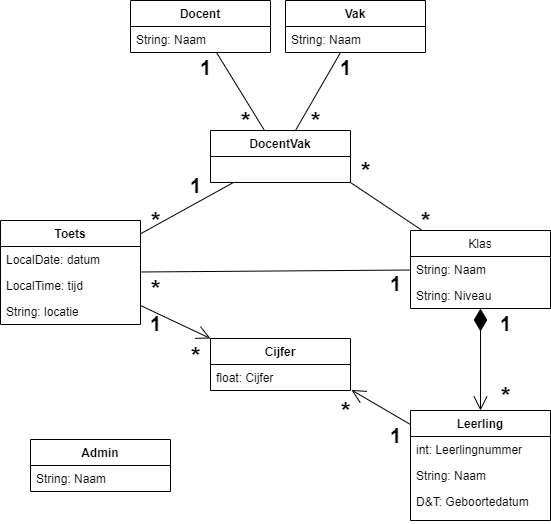 Docent
String: Naam
Vak
String: Naam
1
1
*
*
DocentVak
1
*
*
*
Toets
LocalDate: datum
LocalTime: tijd
String: locatie
Klas
String: Naam
String: Niveau
*
1
1
1
*
Cijfer
float: Cijfer
*
*
1
Leerling
int: Leerlingnummer
String: Naam
D&T: Geboortedatum
Admin
String: Naam